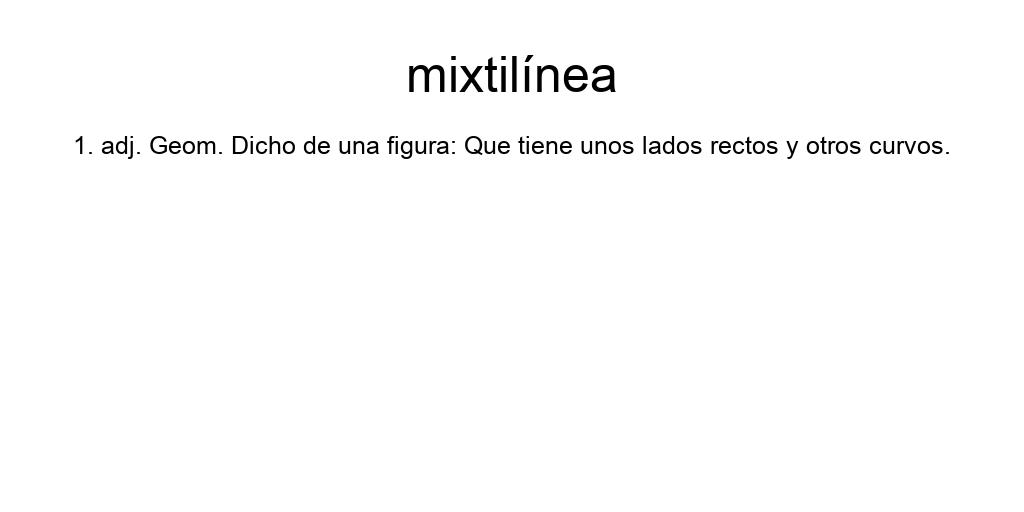 mixtilínea
1. adj. Geom. Dicho de una figura: Que tiene unos lados rectos y otros curvos.